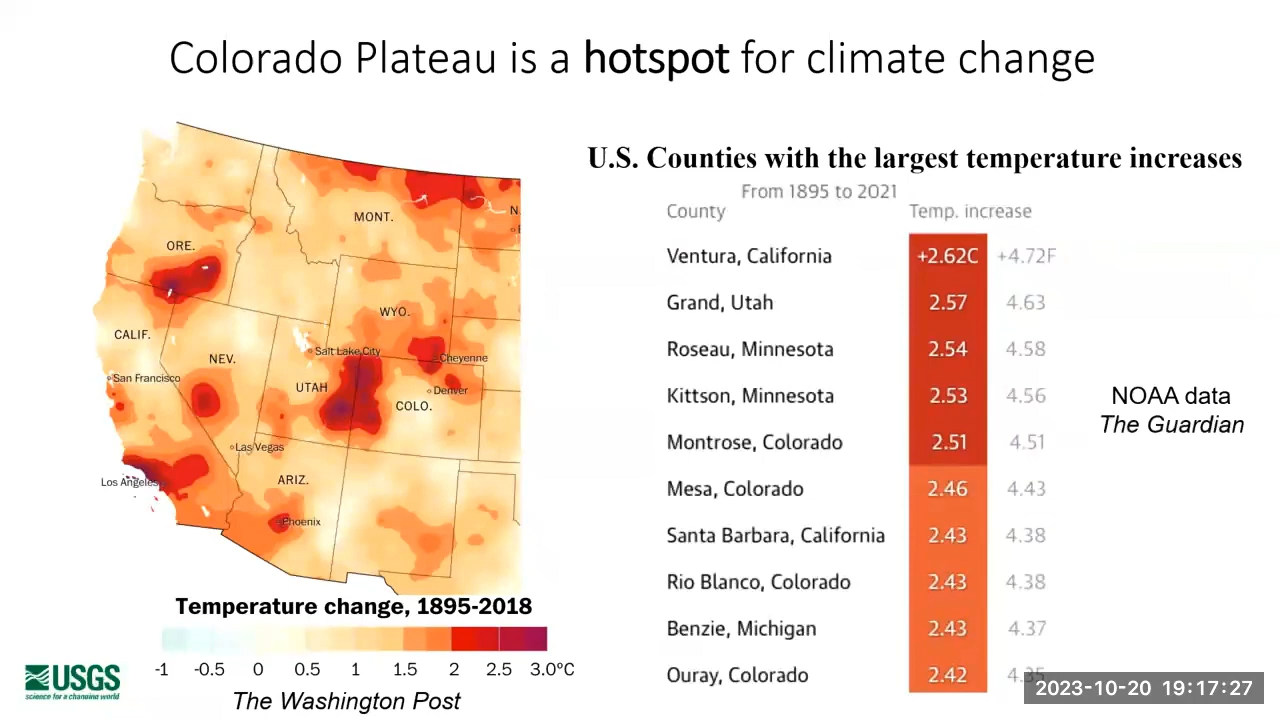 Colorado Plateau is a hotspot for climate change
U.S. Counties with the largest temperature increases
From 1895 to 2021
County Temp. increase
Ventura, California +2.62C +4.72F
Grand, Utah 2.57 4.63
Roseau, Minnesota 2.54 4.58
Kittson, Minnesota 2.53 4.56
Montrose, Colorado 2.51 4.51
Mesa, Colorado 2.46 4.43
Santa Barbara, California 2.43 4.38
Rio Blanco, Colorado 2.43 4.38
Benzie, Michigan 2.43 4.37
Ouray, Colorado 2.42 4.35
NOAA data
The Guardian
MONT.
N.
ORE.
WYO.
CALIF.
NEV.
Salt Lake City
Cheyenne
San Francisco
UTAH
Denver
COLO.
Las Vegas
Los Angeles
ARIZ.
Phoenix
Temperature change, 1895-2018
-1 -0.5 0 0.5 1 1.5 2 2.5 3.0°C
The Washington Post
USGS
science for a changing world
2023-10-20 19:17:27